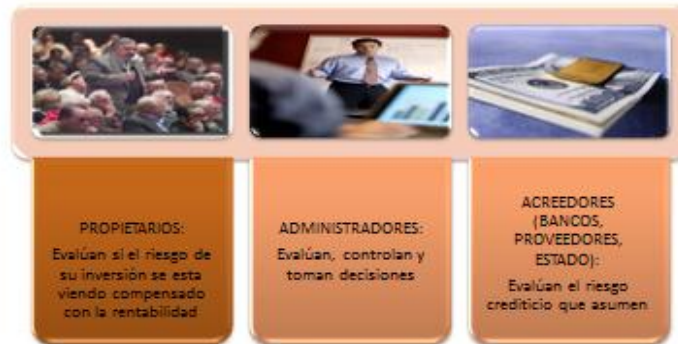 PROPIETARIOS:
Evalúan si el riesgo de
su inversión se esta
viendo compensado
con la rentabilidad
ADMINISTRADORES:
Evalúan, controlan y
toman decisiones
ACREEDORES
(BANCOS,
PROVEEDORES,
ESTADO):
Evalúan el riesgo
crediticio que asumen